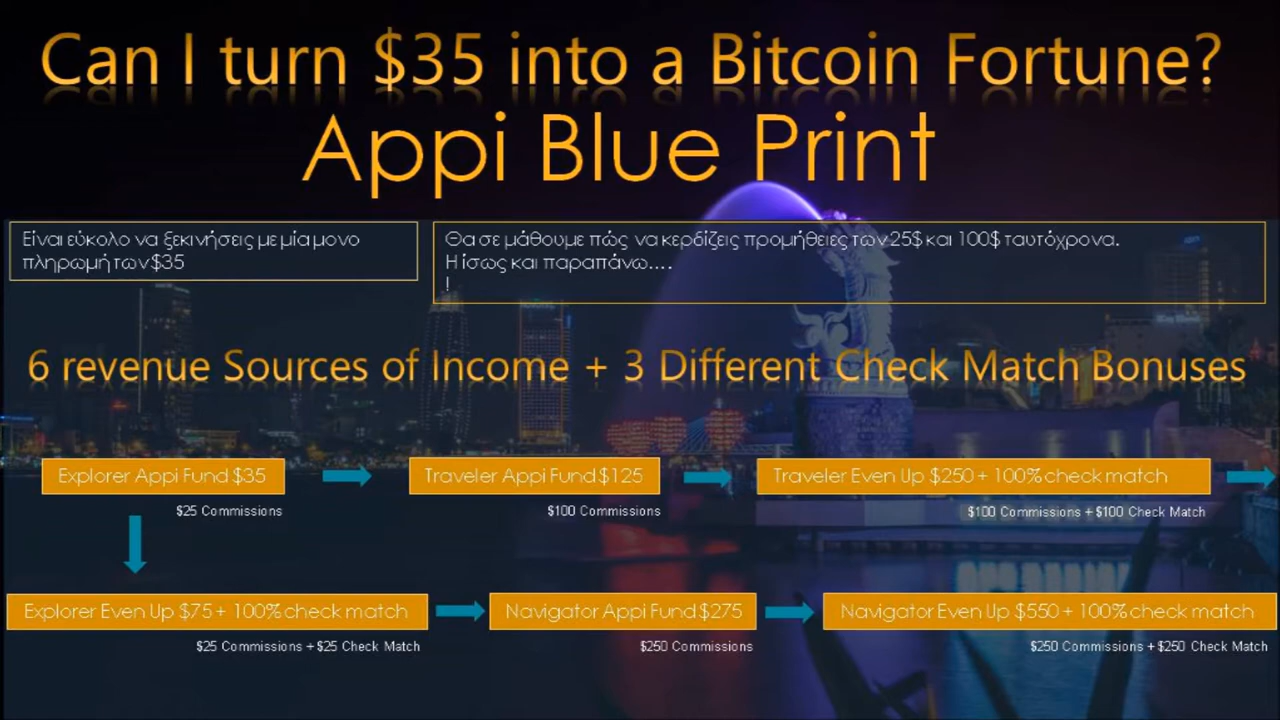 Can I turn $35 into a Bitcoin Fortune?
Appi Blue Print
Είναι εύκολο να ξεκινήσεις με μία μονο
πληρωμή των $35
Θα σε μάθουμε πώς να κερδίζεις προμήθειες των 25$ και 100$ ταυτόχρονα.
Η ίσως και παραπάνω....
!
6 revenue Sources of Income + 3 Different Check Match Bonuses
Explorer Appi Fund $35
$25 Commissions
Traveler Appi Fund $125
$100 Commissions
Traveler Even Up $250 + 100% check match
$100 Commissions + $100 Check Match
Explorer Even Up $75 + 100% check match
$25 Commissions + $25 Check Match
Navigator Appi Fund $275
$250 Commissions
Navigator Even Up $550 + 100% check match
$250 Commissions + $250 Check Match